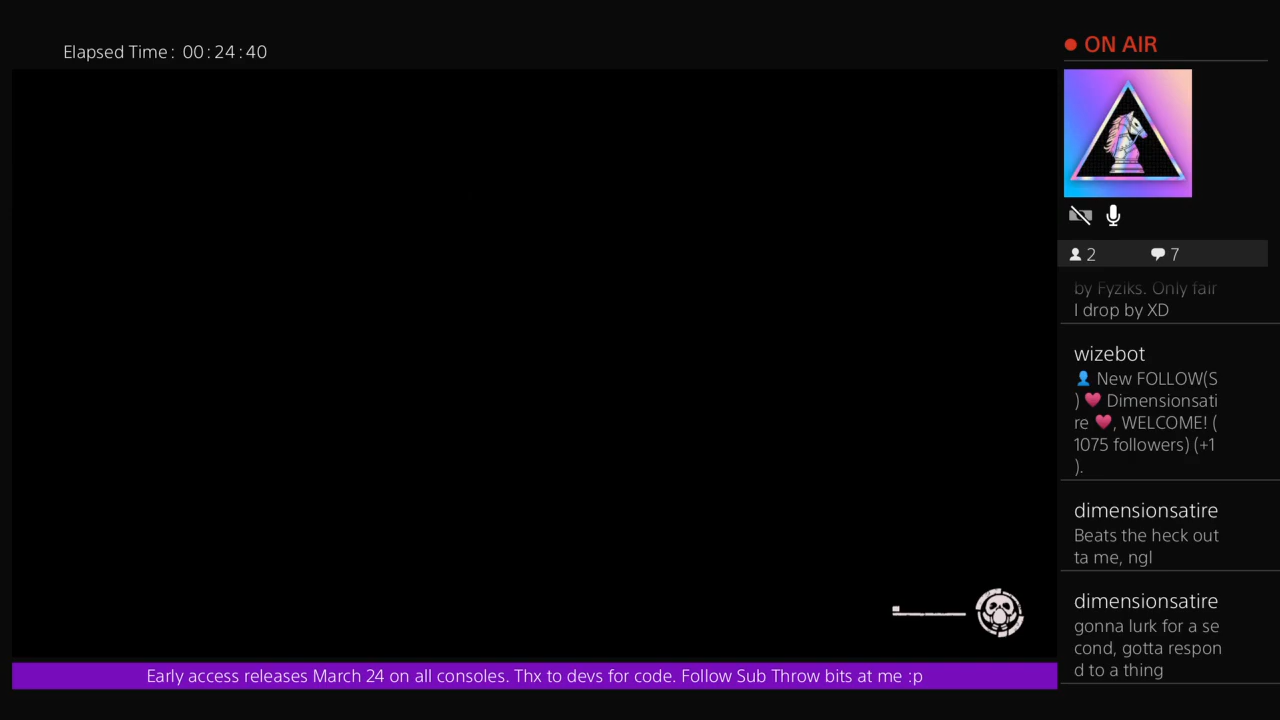 Elapsed Time: 00:24:40
ON AIR
2 7
by Fyziks. Only fair
I drop by XD
wizebot
👤 New FOLLOW(S
) ❤ Dimensionsati
re ❤, WELCOME! (
1075 followers) (+1
).
dimensionsatire
Beats the heck out
ta me, ngl
dimensionsatire
gonna lurk for a se
cond, gotta respon
d to a thing
Early access releases March 24 on all consoles. Thx to devs for code. Follow Sub Throw bits at me :p